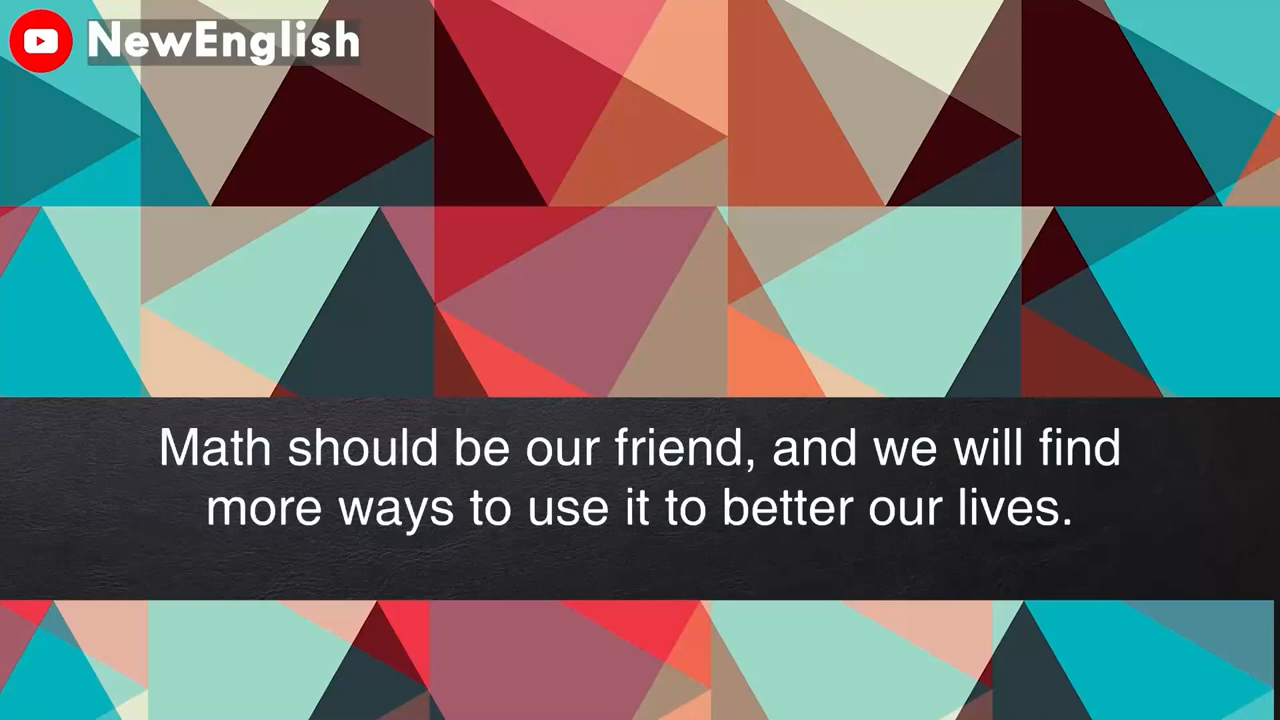 NewEnglish
Math should be our friend, and we will find
more ways to use it to better our lives.